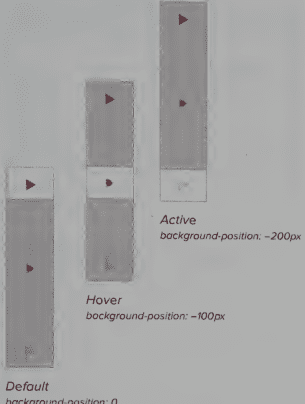 Active
background-position: –200px
Hover
background-position: –100px
Default
background-position: 0